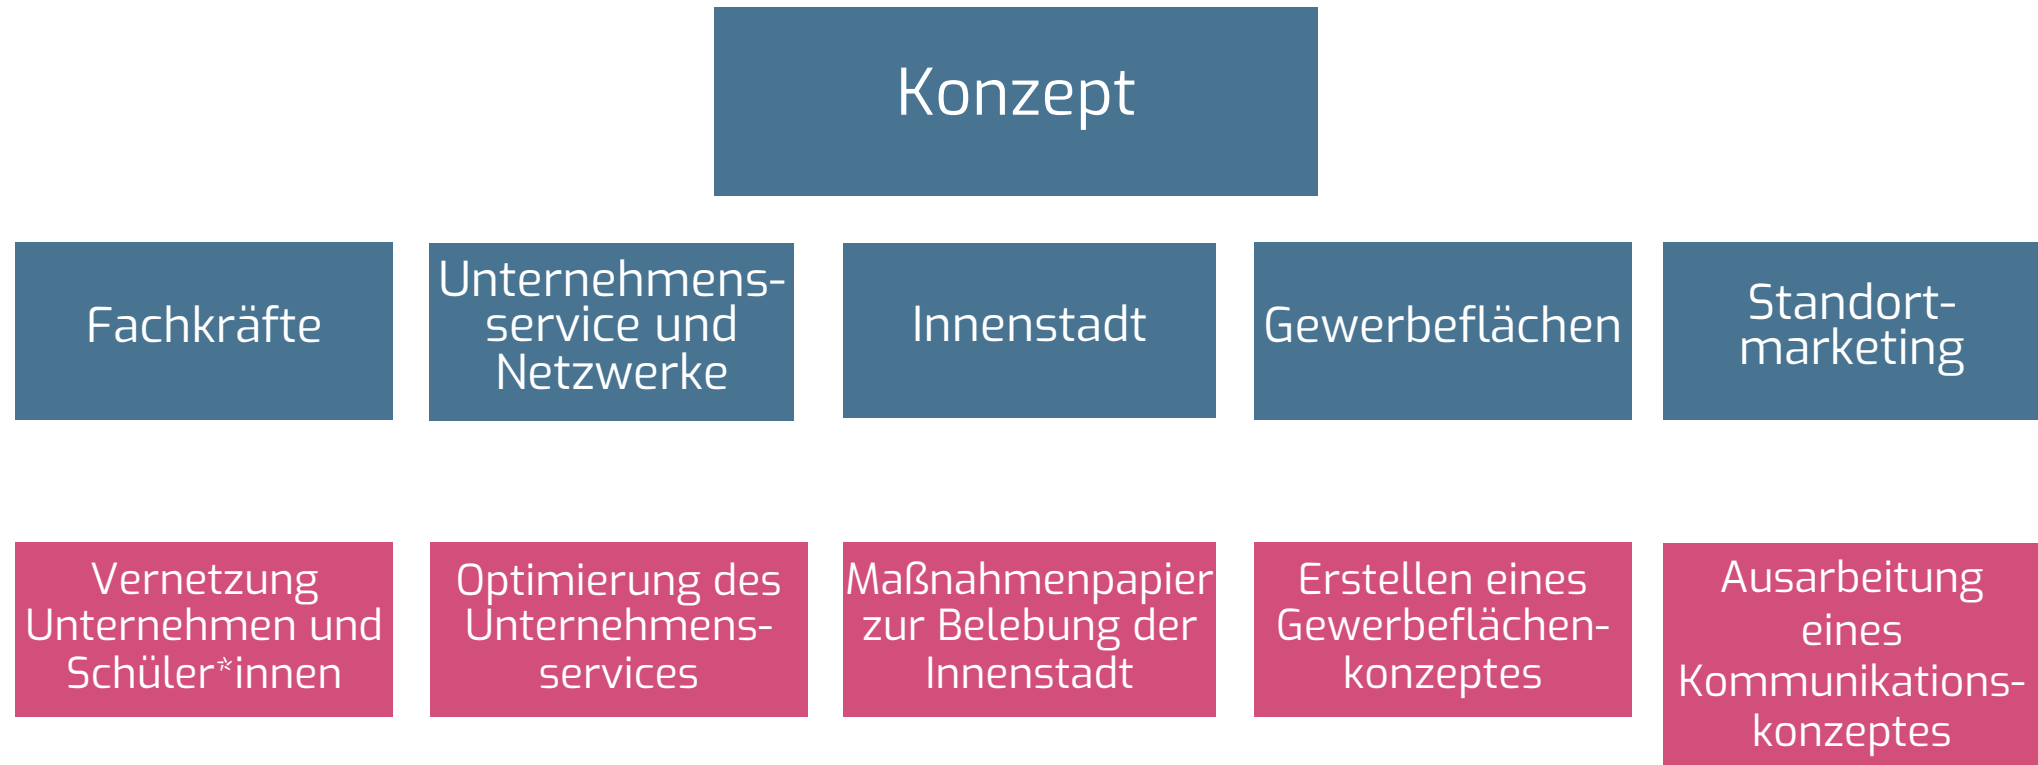 Konzept
Fachkräfte
Unternehmens-
service und
Netzwerke
Innenstadt
Gewerbeflächen
Standort-
marketing
Vernetzung
Unternehmen und
Schüler*innen
Optimierung des
Unternehmens-
services
Maßnahmenpapier
zur Belebung der
Innenstadt
Erstellen eines
Gewerbeflächen-
konzeptes
Ausarbeitung
eines
Kommunikations-
konzeptes